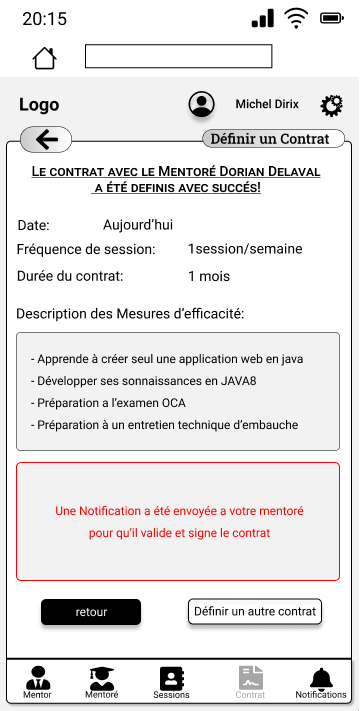 20:15
Logo
Michel Dirix
Définir un Contrat
LE CONTRAT AVEC LE MENTORÉ DORIAN DELAVAL
A ÉTÉ DEFINIS AVEC SUCCÉS!
Date: Aujourd'hui
Fréquence de session: 1session/semaine
Durée du contrat: 1 mois
Description des Mesures d'efficacité:
- Apprende à créer seul une application web en java
- Développer ses sonnaissances en JAVA8
- Préparation a l'examen OCA
- Préparation à un entretien technique d'embauche
Une Notification a été envoyée a votre mentoré
pour qu'il valide et signe le contrat
retour Définir un autre contrat
Mentor Mentoré Sessions Contrat Notifications